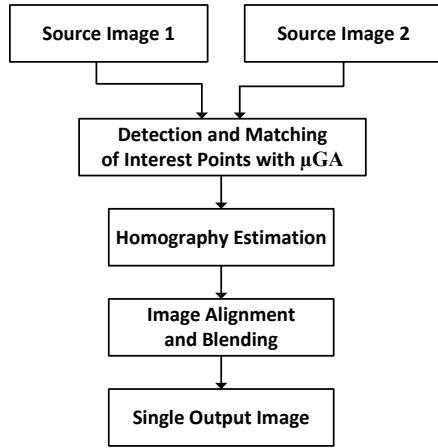 Source Image 1
Source Image 2
Detection and Matching
of Interest Points with µGA
Homography Estimation
Image Alignment
and Blending
Single Output Image